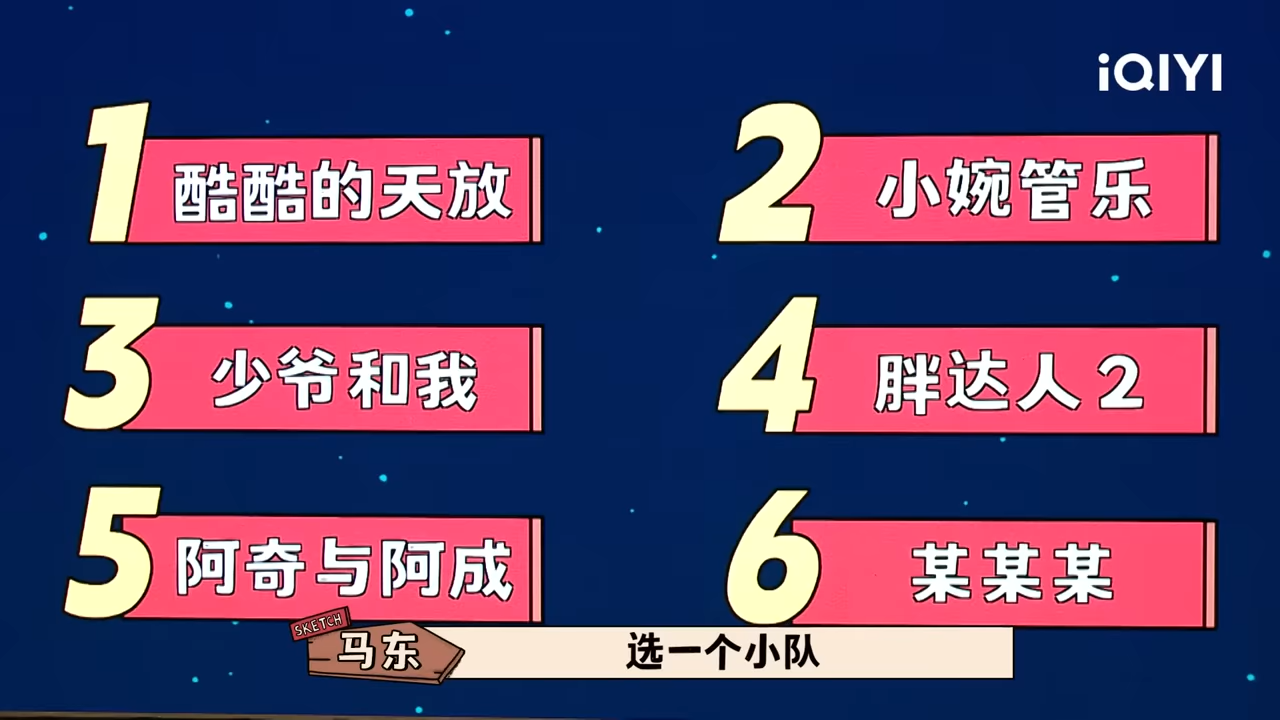 iQIYI
1 酷酷的天放
2 小婉管乐
3 少爷和我
4 胖达人2
5 阿奇与阿成
6 某某某
SKETCH
马东 选一个小队